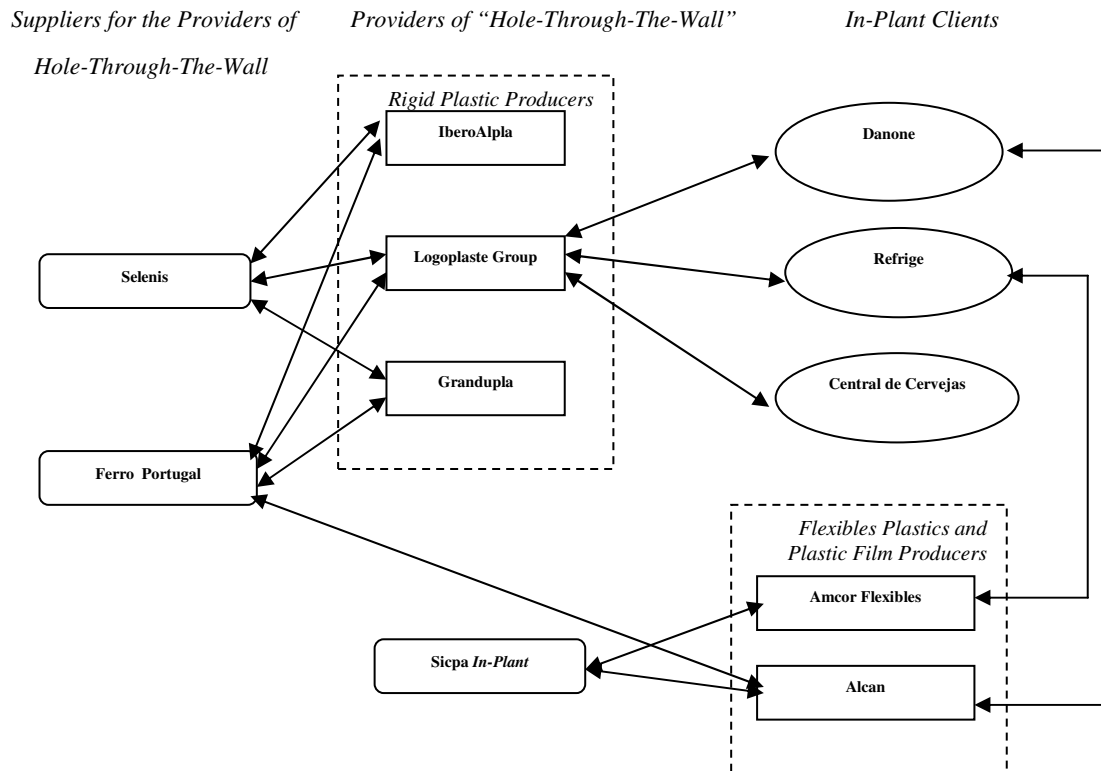 Suppliers for the Providers of
Hole-Through-The-Wall
Providers of “Hole-Through-The-Wall”
In-Plant Clients
Rigid Plastic Producers
IberoAlpla
Logoplaste Group
Grandupla
Selenis
Ferro Portugal
Danone
Refrige
Central de Cervejas
Flexibles Plastics and
Plastic Film Producers
Amcor Flexibles
Alcan
Sicpa In-Plant